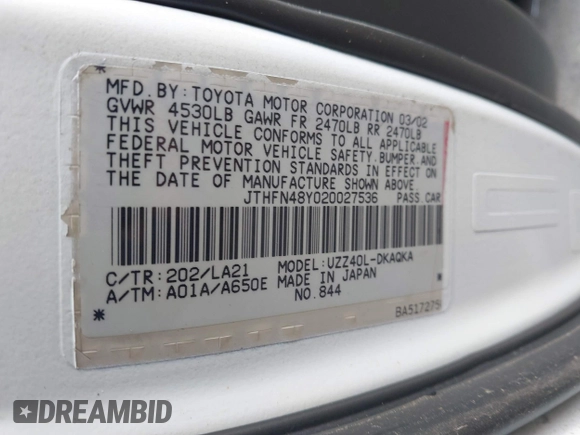 MFD. BY: TOYOTA MOTOR CORPORATION 03/02
GVWR 4530LB GAWR FR 2470LB RR 2470LB
THIS VEHICLE CONFORMS TO ALL APPLICABLE
FEDERAL MOTOR VEHICLE SAFETY, BUMPER, AND
THEFT PREVENTION STANDARDS IN EFFECT ON
THE DATE OF MANUFACTURE SHOWN ABOVE.
JTHFN48Y020027536 PASS CAR
C/TR: 202/LA21 MODEL: UZZ40L-DKAQKA
A/TM: A01A/A650E MADE IN JAPAN
* NO. 844 *
BA517275
DREAMBID